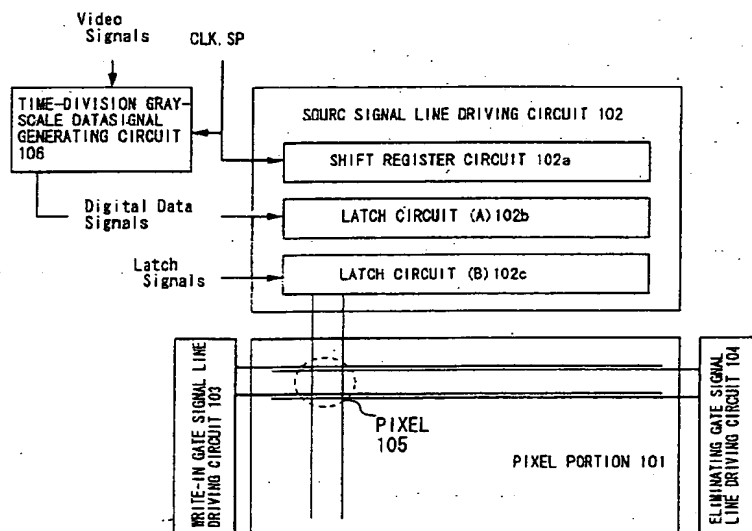 Video
Signals
CLK. SP
TIME-DIVISION GRAY-
SCALE DATASIGNAL
GENERATING CIRCUIT
106
SOURC SIGNAL LINE DRIVING CIRCUIT 102
SHIFT REGISTER CIRCUIT 102a
Digital Data
Signals
LATCH CIRCUIT (A) 102b
Latch
Signals
LATCH CIRCUIT (B) 102c
WRITE-IN GATE SIGNAL LINE
DRIVING CIRCUIT 103
PIXEL
105
PIXEL PORTION 101
ELIMINATING GATE SIGNAL
LINE DRIVING CIRCUIT 104